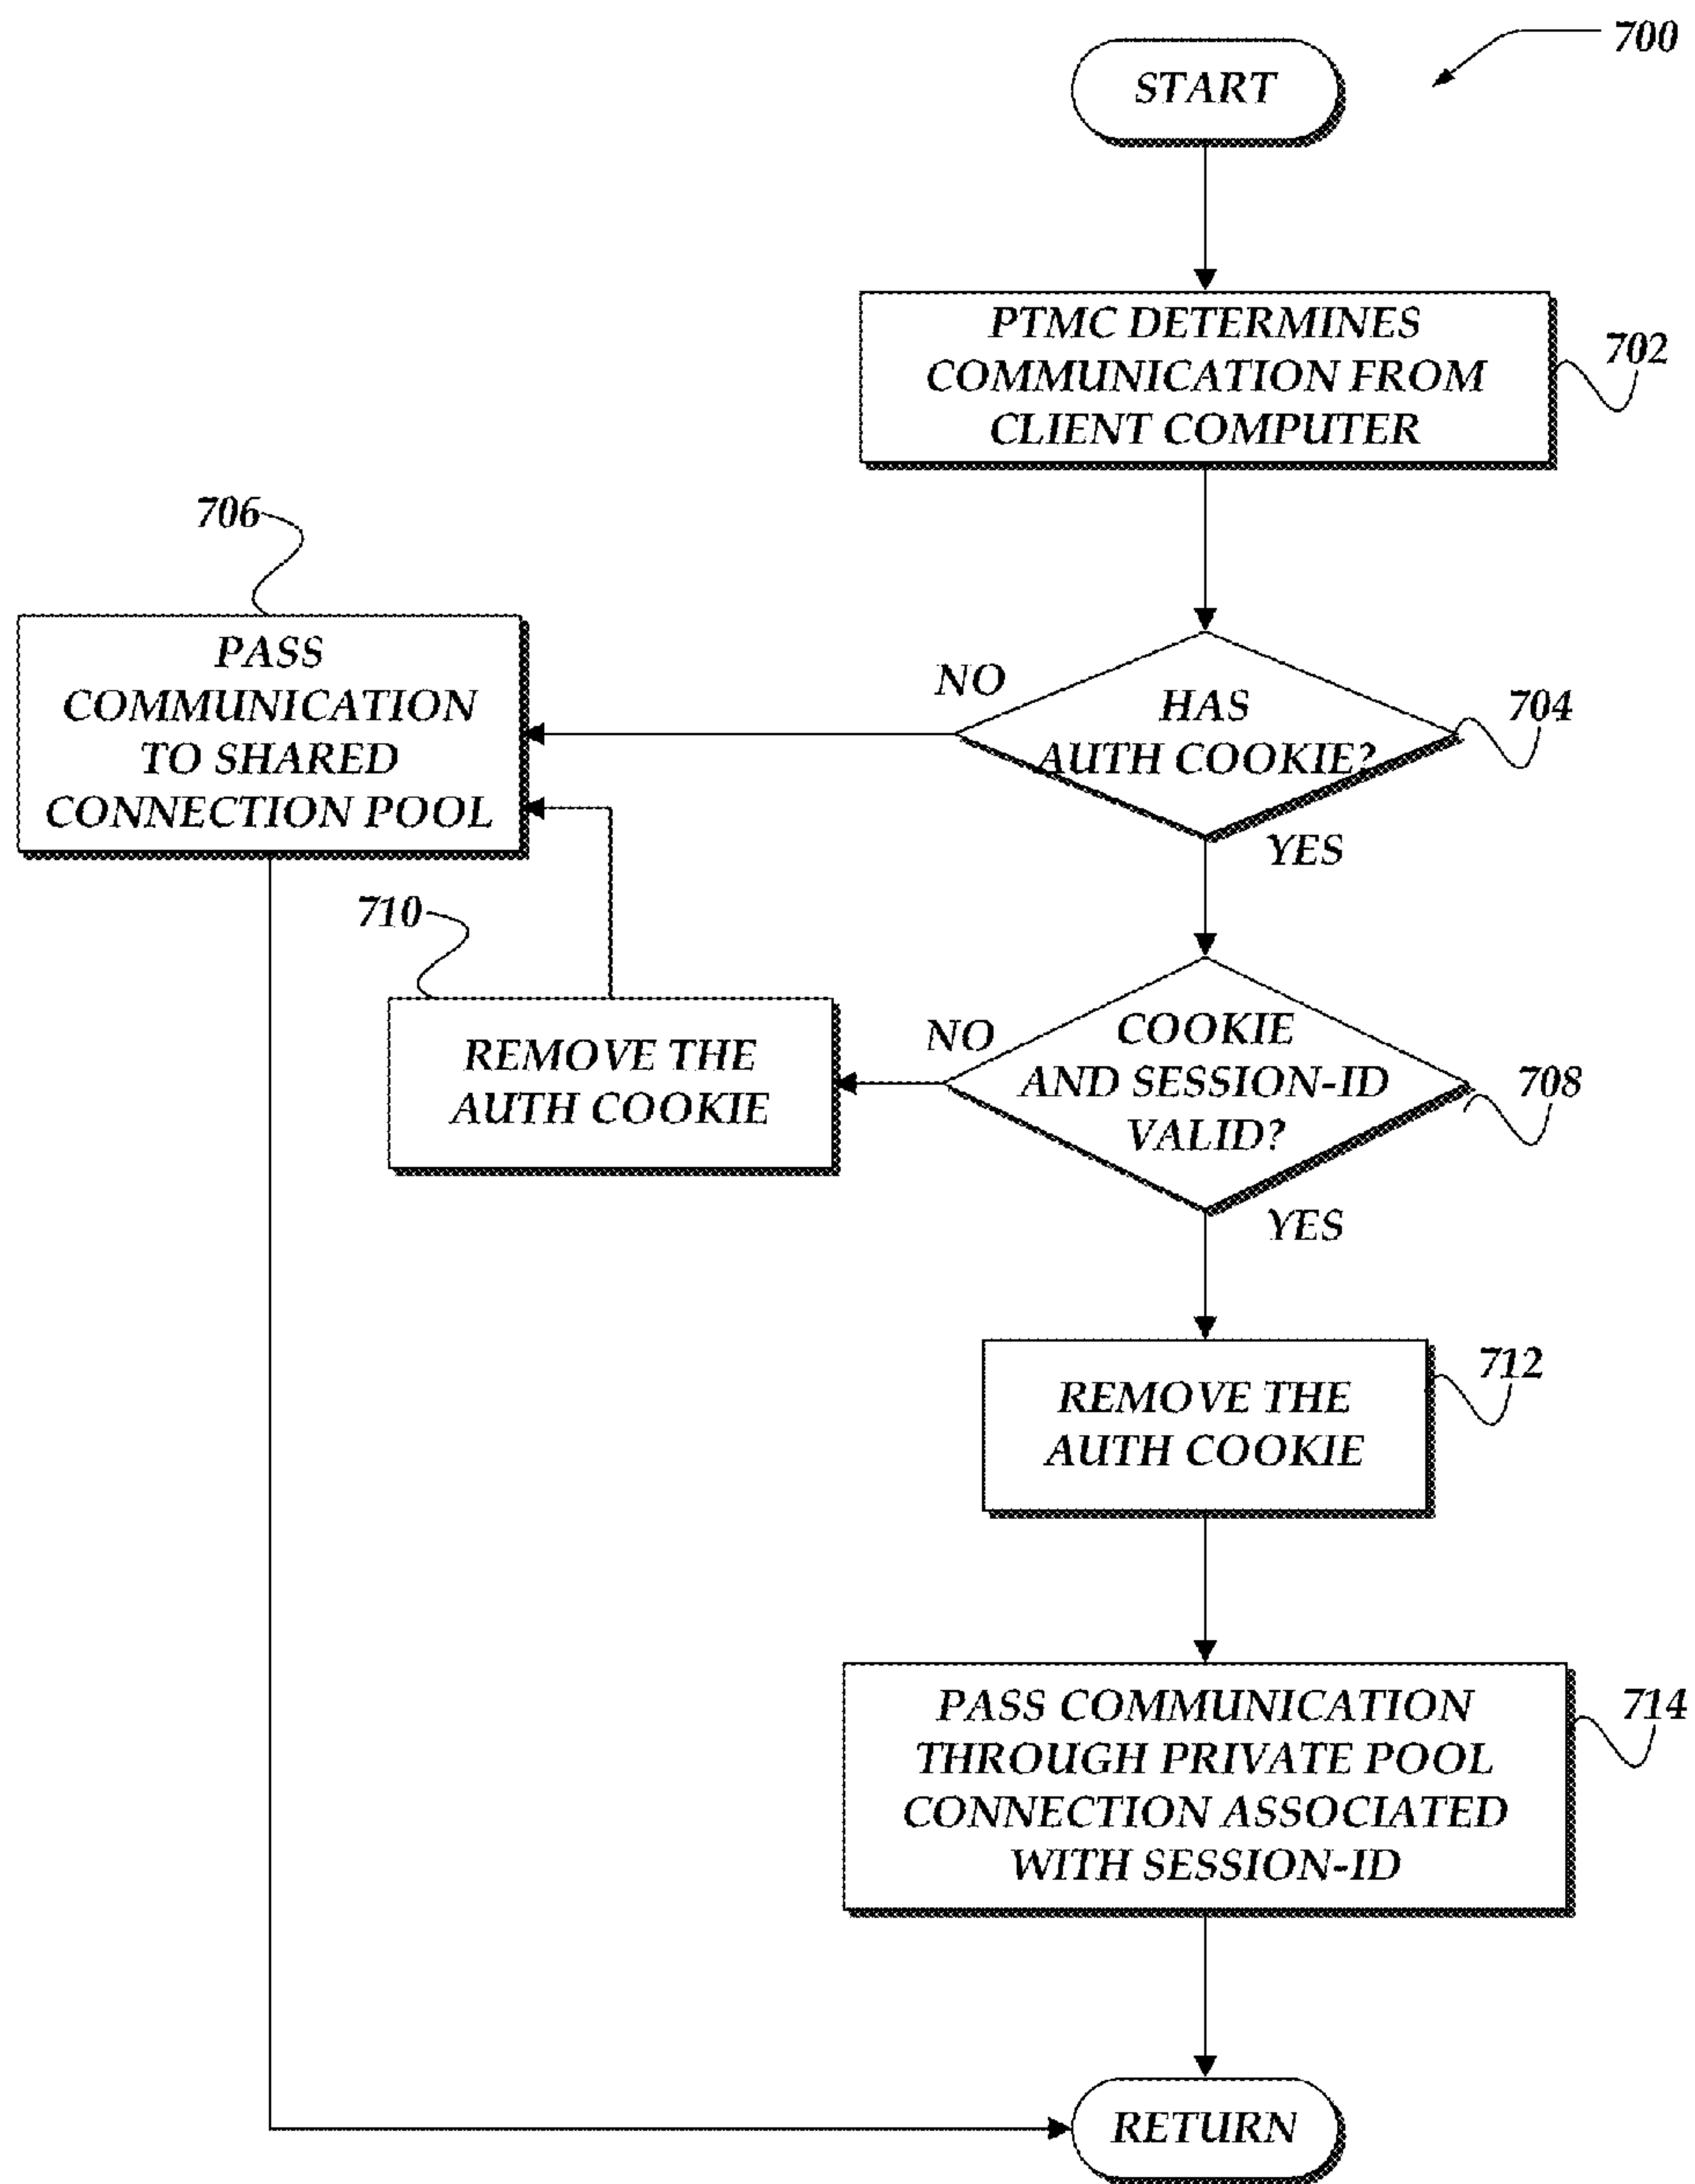 700
START
PTMC DETERMINES
COMMUNICATION FROM
CLIENT COMPUTER
702
706
PASS
COMMUNICATION
TO SHARED
CONNECTION POOL
NO
HAS
AUTH COOKIE?
704
YES
710
REMOVE THE
AUTH COOKIE
NO
COOKIE
AND SESSION-ID
VALID?
708
YES
REMOVE THE
AUTH COOKIE
712
PASS COMMUNICATION
THROUGH PRIVATE POOL
CONNECTION ASSOCIATED
WITH SESSION-ID
714
RETURN